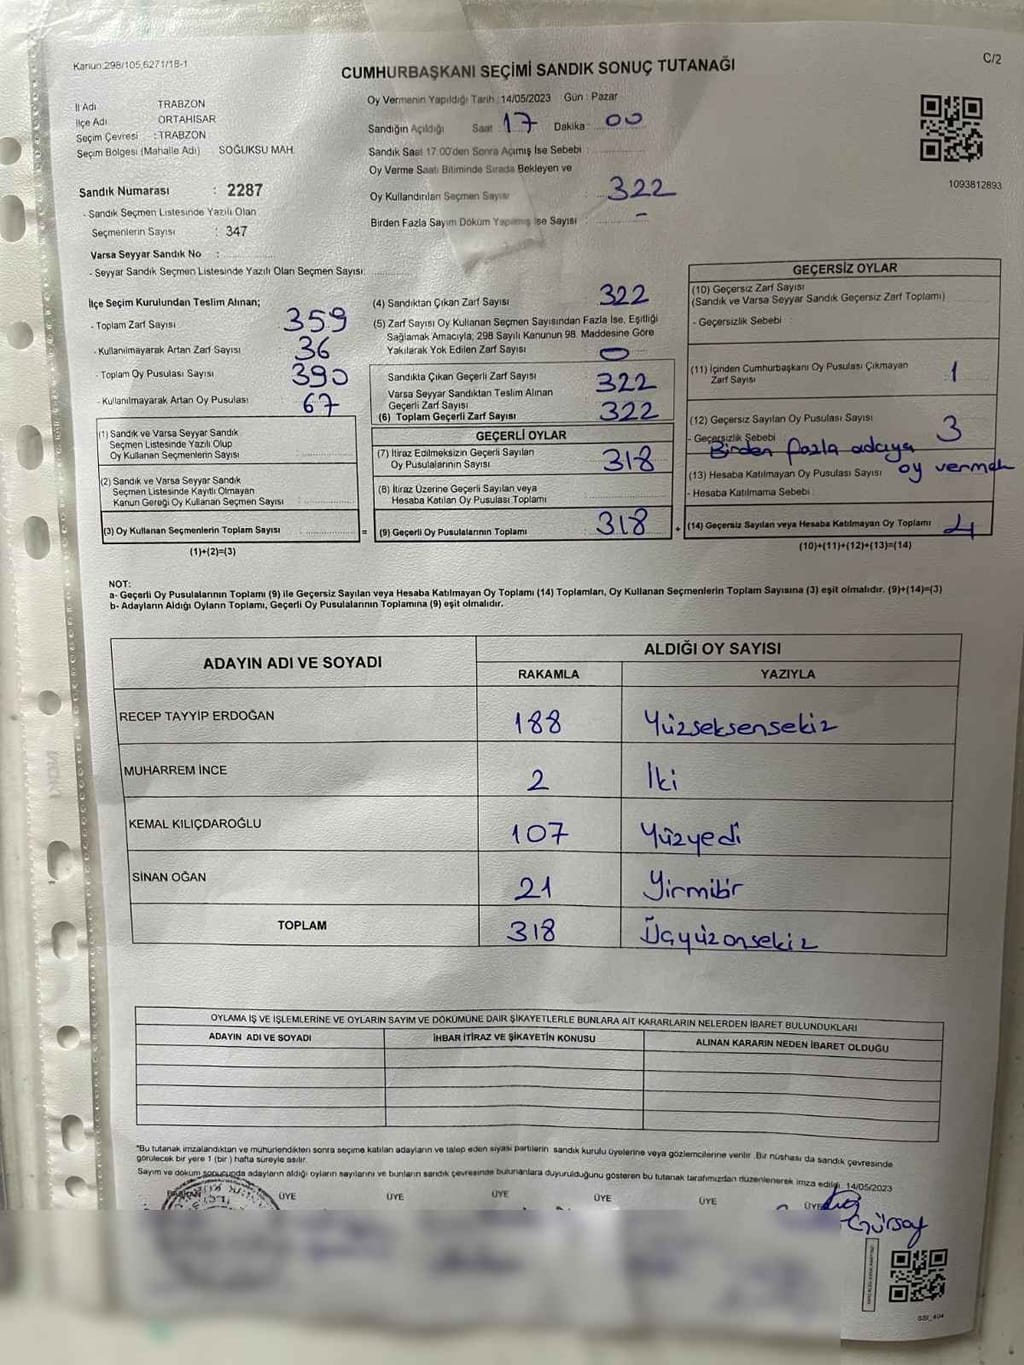 Kanun:298/105,6271/18-1
C/2
CUMHURBAŞKANI SEÇİMİ SANDIK SONUÇ TUTANAĞI
İl Adı TRABZON
İlçe Adı ORTAHİSAR
Seçim Çevresi : TRABZON
Seçim Bölgesi (Mahalle Adı) SOĞUKSU MAH.
Sandık Numarası : 2287
- Sandık Seçmen Listesinde Yazılı Olan
Seçmenlerin Sayısı : 347
Varsa Seyyar Sandık No :
- Seyyar Sandık Seçmen Listesinde Yazılı Olan Seçmen Sayısı:
Oy Vermenin Yapıldığı Tarih : 14/05/2023 Gün : Pazar
Sandığın Açıldığı Saat : 17 Dakika : 00
Sandık Saat 17:00'den Sonra Açılmış İse Sebebi :
Oy Verme Saati Bitiminde Sırada Bekleyen ve
Oy Kullandırılan Seçmen Sayısı 322
Birden Fazla Sayım Döküm Yapılmış İse Sayısı : -
1093812893
İlçe Seçim Kurulundan Teslim Alınan;
- Toplam Zarf Sayısı 359
- Kullanılmayarak Artan Zarf Sayısı 36
- Toplam Oy Pusulası Sayısı 390
- Kullanılmayarak Artan Oy Pusulası 67
(1) Sandık ve Varsa Seyyar Sandık
Seçmen Listesinde Yazılı Olup
Oy Kullanan Seçmenlerin Sayısı :
(2) Sandık ve Varsa Seyyar Sandık
Seçmen Listesinde Kayıtlı Olmayan
Kanun Gereği Oy Kullanan Seçmen Sayısı :
(3) Oy Kullanan Seçmenlerin Toplam Sayısı =
(1)+(2)=(3)
(4) Sandıktan Çıkan Zarf Sayısı 322
(5) Zarf Sayısı Oy Kullanan Seçmen Sayısından Fazla İse, Eşitliği
Sağlamak Amacıyla; 298 Sayılı Kanunun 98. Maddesine Göre
Yakılarak Yok Edilen Zarf Sayısı 0
Sandıkta Çıkan Geçerli Zarf Sayısı 322
Varsa Seyyar Sandıktan Teslim Alınan
Geçerli Zarf Sayısı
(6) Toplam Geçerli Zarf Sayısı 322
GEÇERLİ OYLAR
(7) İtiraz Edilmeksizin Geçerli Sayılan
Oy Pusulalarının Sayısı 318
(8) İtiraz Üzerine Geçerli Sayılan veya
Hesaba Katılan Oy Pusulası Toplamı
(9) Geçerli Oy Pusulalarının Toplamı 318 +
GEÇERSİZ OYLAR
(10) Geçersiz Zarf Sayısı
(Sandık ve Varsa Seyyar Sandık Geçersiz Zarf Toplamı)
- Geçersizlik Sebebi :
(11) İçinden Cumhurbaşkanı Oy Pusulası Çıkmayan
Zarf Sayısı 1
(12) Geçersiz Sayılan Oy Pusulası Sayısı 3
- Geçersizlik Sebebi Birden fazla adaya
oy vermek
(13) Hesaba Katılmayan Oy Pusulası Sayısı
- Hesaba Katılmama Sebebi :
(14) Geçersiz Sayılan veya Hesaba Katılmayan Oy Toplamı 4
(10)+(11)+(12)+(13)=(14)
NOT:
a- Geçerli Oy Pusulalarının Toplamı (9) ile Geçersiz Sayılan veya Hesaba Katılmayan Oy Toplamı (14) Toplamları, Oy Kullanan Seçmenlerin Toplam Sayısına (3) eşit olmalıdır. (9)+(14)=(3)
b- Adayların Aldığı Oyların Toplamı, Geçerli Oy Pusulalarının Toplamına (9) eşit olmalıdır.
ADAYIN ADI VE SOYADI
ALDIĞI OY SAYISI
RAKAMLA YAZIYLA
RECEP TAYYİP ERDOĞAN 188 Yüzseksensekiz
MUHARREM İNCE 2 İki
KEMAL KILIÇDAROĞLU 107 Yüzyedi
SİNAN OĞAN 21 Yirmibir
TOPLAM 318 Üçyüzonsekiz
OYLAMA İŞ VE İŞLEMLERİNE VE OYLARIN SAYIM VE DÖKÜMÜNE DAİR ŞİKAYETLERLE BUNLARA AİT KARARLARIN NELERDEN İBARET BULUNDUKLARI
ADAYIN ADI VE SOYADI İHBAR İTİRAZ VE ŞİKAYETİN KONUSU ALINAN KARARIN NEDEN İBARET OLDUĞU
*Bu tutanak imzalandıktan ve mühürlendikten sonra seçime katılan adayların ve talep eden siyasi partilerin sandık kurulu üyelerine veya gözlemcilerine verilir. Bir nüshası da sandık çevresinde
görülecek bir yere 1 (bir) hafta süreyle asılır.
Sayım ve döküm sonucunda adayların aldığı oyların sayılarını ve bunların sandık çevresinde bulunanlara duyurulduğunu gösteren bu tutanak tarafımızdan düzenlenerek imza edildi. 14/05/2023
ÜYE ÜYE ÜYE ÜYE ÜYE ÜYE
Gürsoy